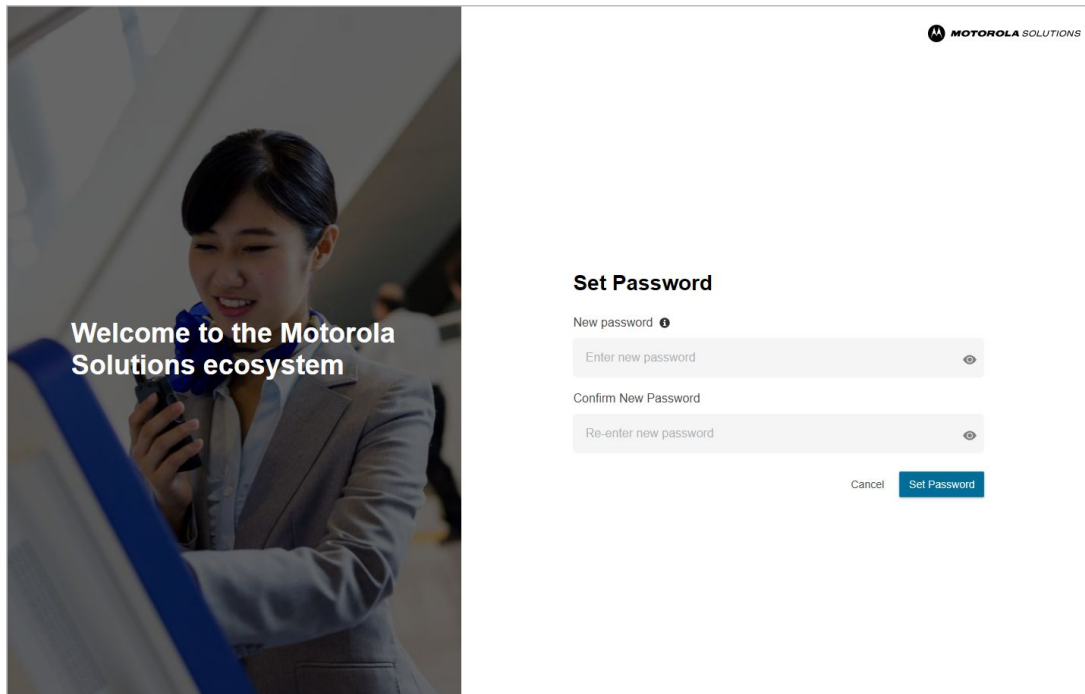 MOTOROLA SOLUTIONS
Welcome to the Motorola
Solutions ecosystem
Set Password
New password
Enter new password
Confirm New Password
Re-enter new password
Cancel Set Password